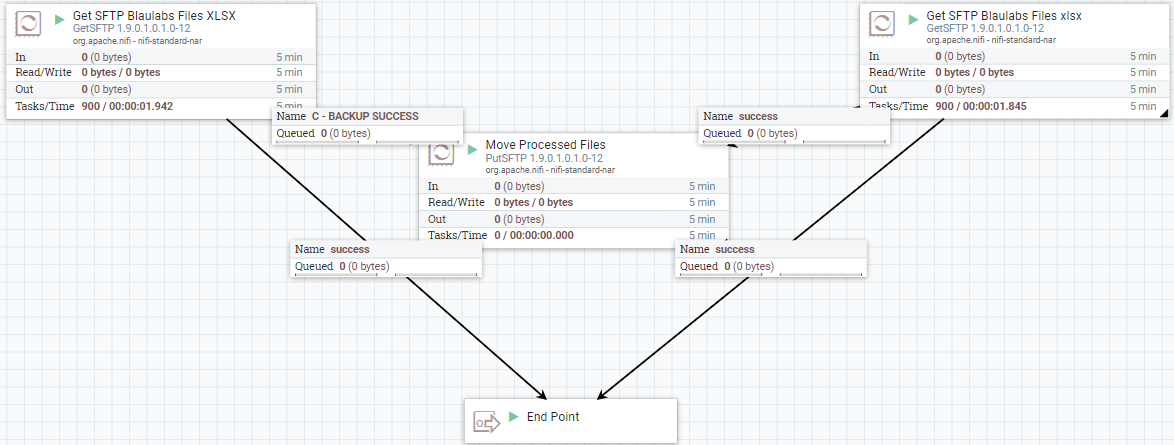 Get SFTP Blaulabs Files XLSX
GetSFTP 1.9.0.1.0.1.0-12
org.apache.nifi - nifi-standard-nar
In 0 (0 bytes) 5 min
Read/Write 0 bytes / 0 bytes 5 min
Out 0 (0 bytes) 5 min
Tasks/Time 900 / 00:00:01.942 5 min
Get SFTP Blaulabs Files xlsx
GetSFTP 1.9.0.1.0.1.0-12
org.apache.nifi - nifi-standard-nar
In 0 (0 bytes) 5 min
Read/Write 0 bytes / 0 bytes 5 min
Out 0 (0 bytes) 5 min
Tasks/Time 900 / 00:00:01.845 5 min
Name C - BACKUP SUCCESS
Queued 0 (0 bytes)
Name success
Queued 0 (0 bytes)
Move Processed Files
PutSFTP 1.9.0.1.0.1.0-12
org.apache.nifi - nifi-standard-nar
In 0 (0 bytes) 5 min
Read/Write 0 bytes / 0 bytes 5 min
Out 0 (0 bytes) 5 min
Tasks/Time 0 / 00:00:00.000 5 min
Name success
Queued 0 (0 bytes)
Name success
Queued 0 (0 bytes)
End Point